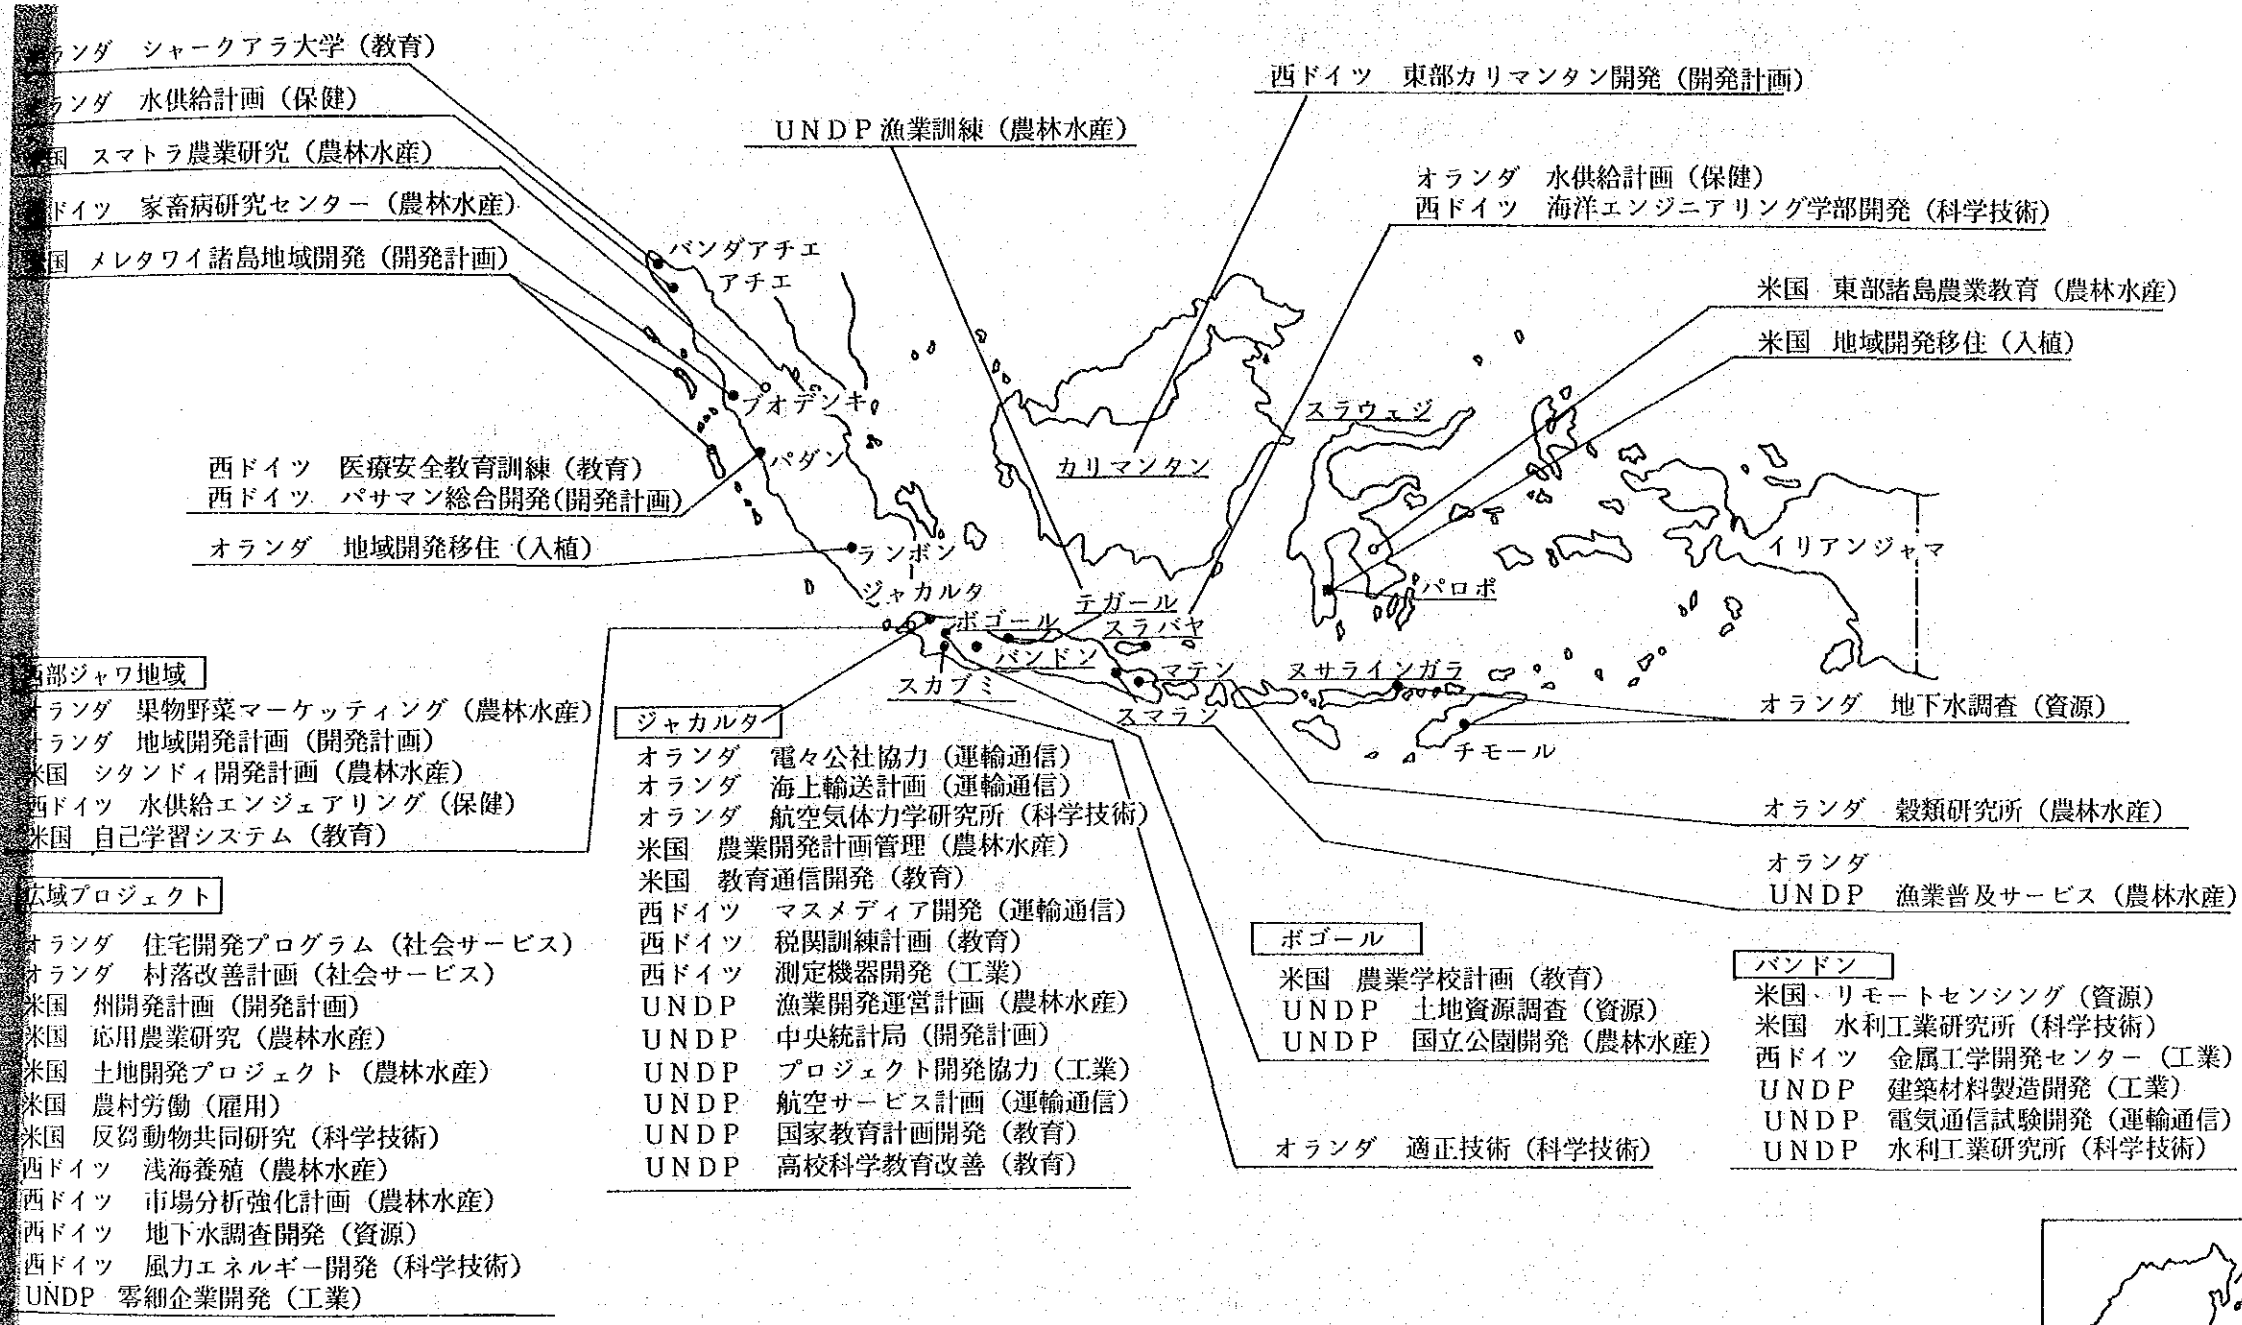 ランダ　シャークアラ大学（教育）
ランダ　水供給計画（保健）
国　スマトラ農業研究（農林水産）
ドイツ　家畜病研究センター（農林水産）
国　メレタワイ諸島地域開発（開発計画）
UNDP漁業訓練（農林水産）
西ドイツ　東部カリマンタン開発（開発計画）
オランダ　水供給計画（保健）
西ドイツ　海洋エンジニアリング学部開発（科学技術）
米国　東部諸島農業教育（農林水産）
米国　地域開発移住（入植）
バンダアチエ
アチエ
ブオデンキ
パダン
ランボン
ジャカルタ
ボゴール
バンドン
スカブミ
テガール
スラバヤ
マテン
スマラン
カリマンタン
スラウェジ
パロポ
イリアンジャマ
ヌサラインガラ
チモール
西ドイツ　医療安全教育訓練（教育）
西ドイツ　パサマン総合開発（開発計画）
オランダ　地域開発移住（入植）
西部ジャワ地域
オランダ　果物野菜マーケッティング（農林水産）
オランダ　地域開発計画（開発計画）
米国　シタンドィ開発計画（農林水産）
西ドイツ　水供給エンジェアリング（保健）
米国　自己学習システム（教育）
広域プロジェクト
オランダ　住宅開発プログラム（社会サービス）
オランダ　村落改善計画（社会サービス）
米国　州開発計画（開発計画）
米国　応用農業研究（農林水産）
米国　土地開発プロジェクト（農林水産）
米国　農村労働（雇用）
米国　反芻動物共同研究（科学技術）
西ドイツ　浅海養殖（農林水産）
西ドイツ　市場分析強化計画（農林水産）
西ドイツ　地下水調査開発（資源）
西ドイツ　風力エネルギー開発（科学技術）
UNDP　零細企業開発（工業）
ジャカルタ
オランダ　電々公社協力（運輸通信）
オランダ　海上輸送計画（運輸通信）
オランダ　航空気体力学研究所（科学技術）
米国　農業開発計画管理（農林水産）
米国　教育通信開発（教育）
西ドイツ　マスメディア開発（運輸通信）
西ドイツ　税関訓練計画（教育）
西ドイツ　測定機器開発（工業）
UNDP　漁業開発運営計画（農林水産）
UNDP　中央統計局（開発計画）
UNDP　プロジェクト開発協力（工業）
UNDP　航空サービス計画（運輸通信）
UNDP　国家教育計画開発（教育）
UNDP　高校科学教育改善（教育）
オランダ　地下水調査（資源）
オランダ　穀類研究所（農林水産）
オランダ
UNDP　漁業普及サービス（農林水産）
ボゴール
米国　農業学校計画（教育）
UNDP　土地資源調査（資源）
UNDP　国立公園開発（農林水産）
オランダ　適正技術（科学技術）
バンドン
米国　リモートセンシング（資源）
米国　水利工業研究所（科学技術）
西ドイツ　金属工学開発センター（工業）
UNDP　建築材料製造開発（工業）
UNDP　電気通信試験開発（運輸通信）
UNDP　水利工業研究所（科学技術）